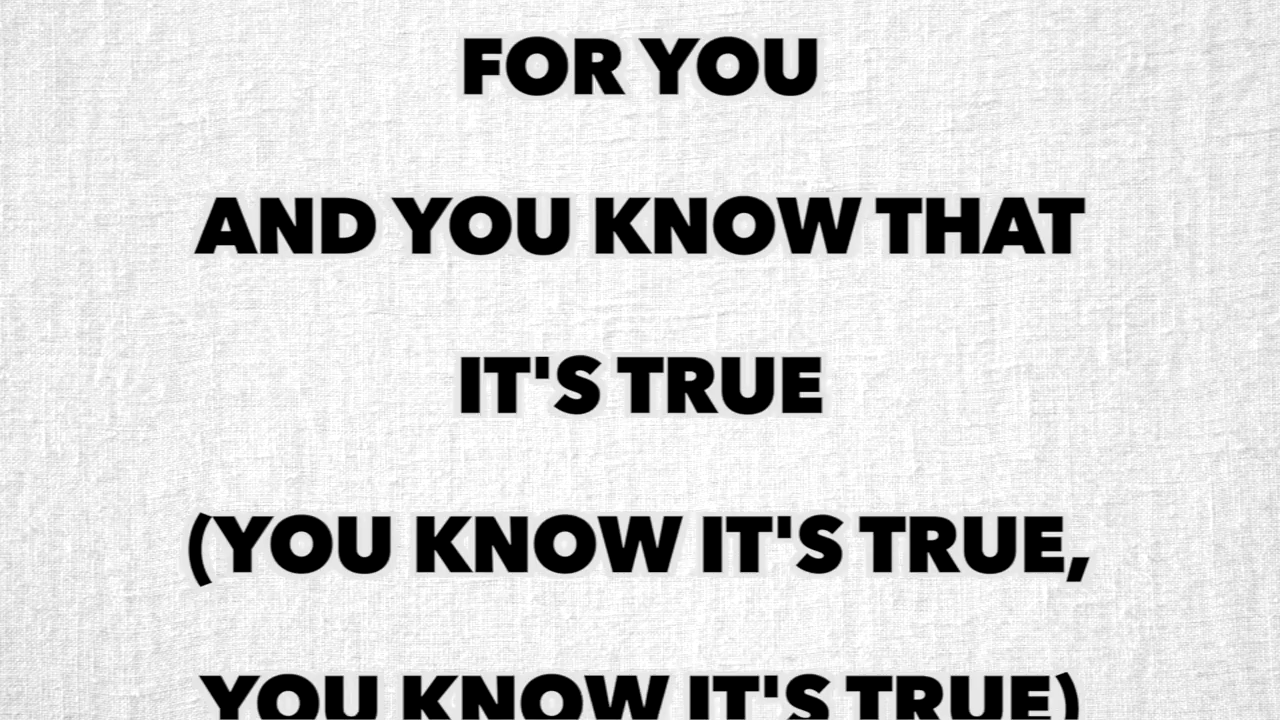 FOR YOU
AND YOU KNOW THAT
IT'S TRUE
(YOU KNOW IT'S TRUE,
YOU KNOW IT'S TRUE)